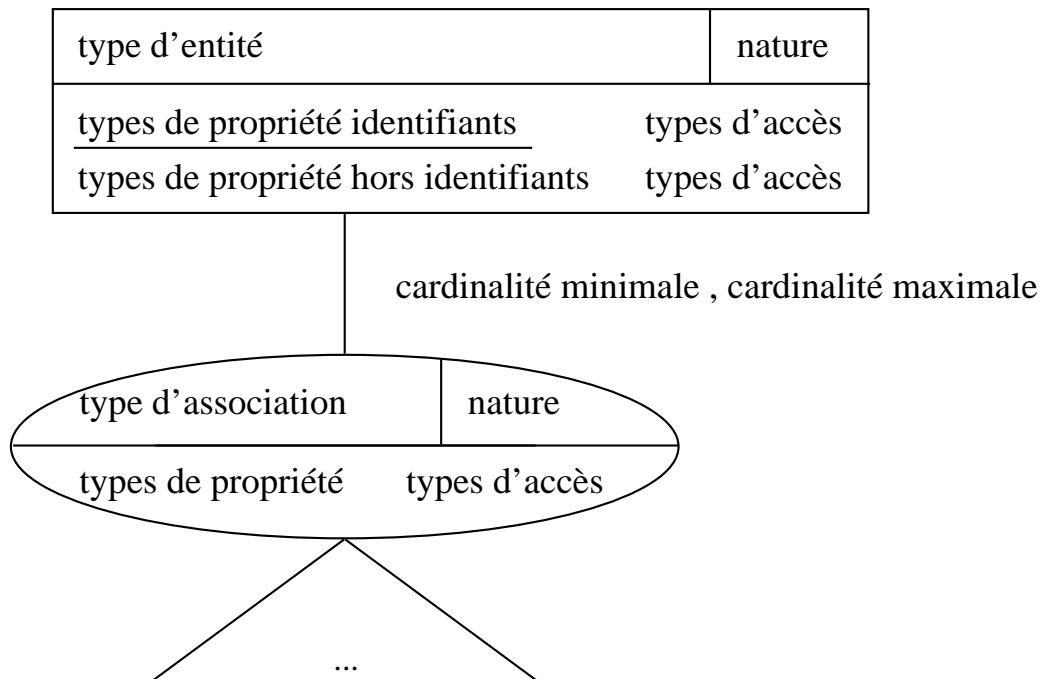 type d’entité nature
types de propriété identifiants types d’accès
types de propriété hors identifiants types d’accès
cardinalité minimale , cardinalité maximale
type d’association nature
types de propriété types d’accès
...